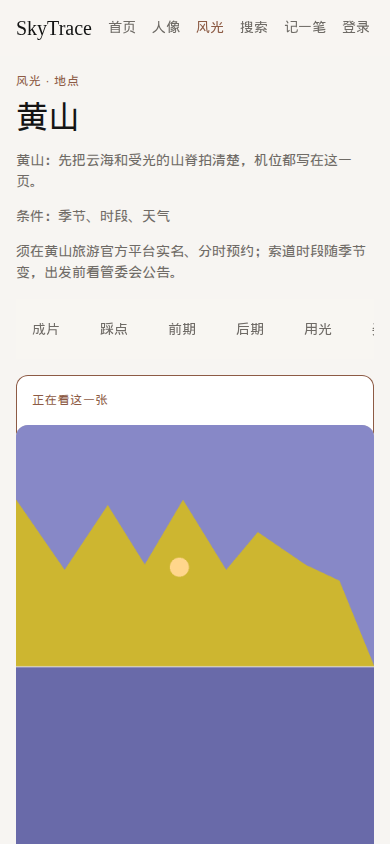 SkyTrace 首页 人像 风光 搜索 记一笔 登录
风光 · 地点
黄山
黄山：先把云海和受光的山脊拍清楚，机位都写在这一
页。
条件：季节、时段、天气
须在黄山旅游官方平台实名、分时预约；索道时段随季节
变，出发前看管委会公告。
成片 踩点 前期 后期 用光
正在看这一张